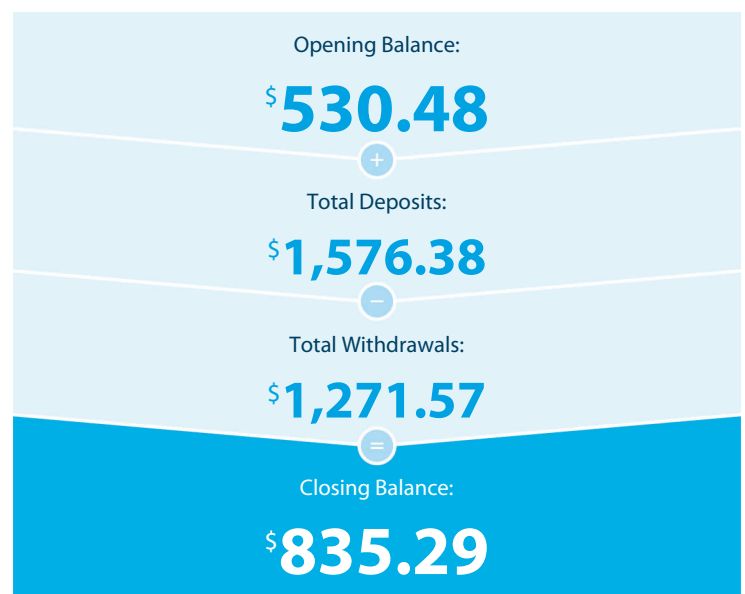 Opening Balance:
$530.48
+
Total Deposits:
$1,576.38
−
Total Withdrawals:
$1,271.57
=
Closing Balance:
$835.29